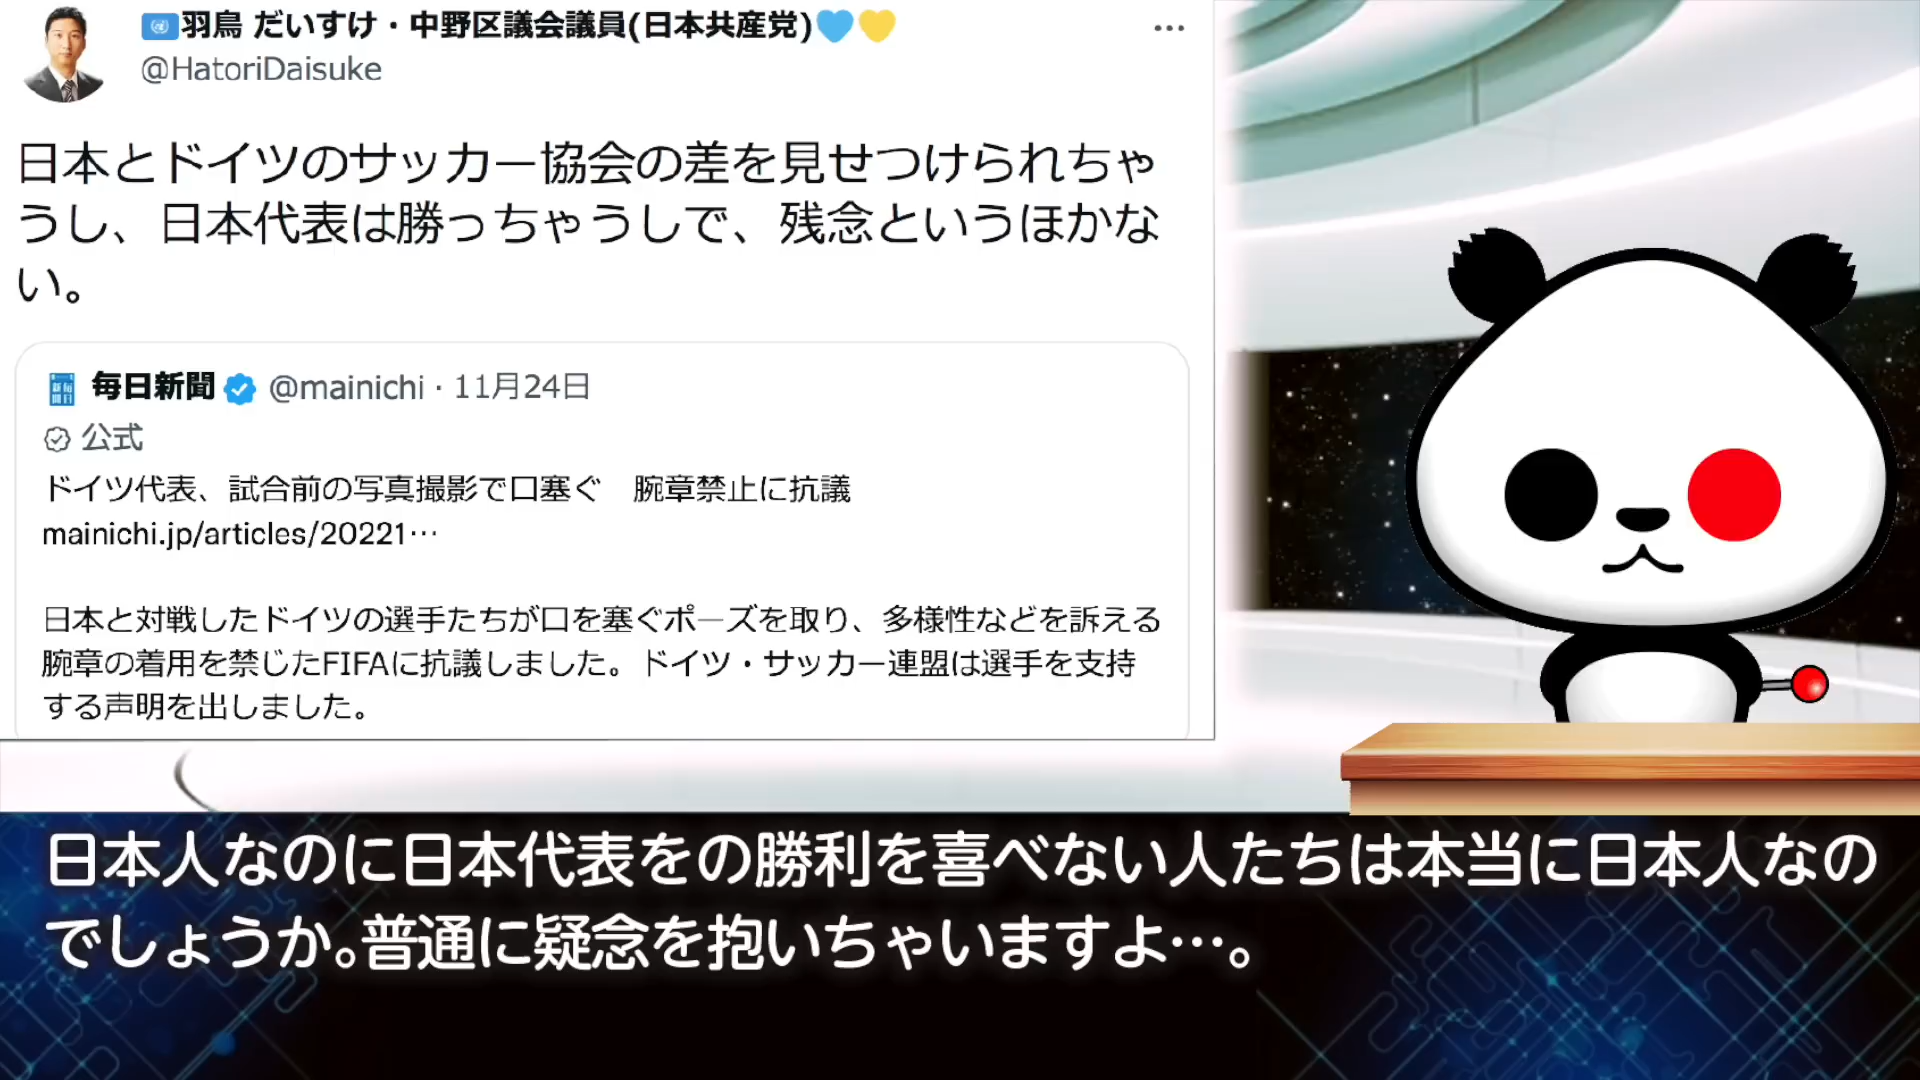 羽鳥 だいすけ・中野区議会議員(日本共産党)
@HatoriDaisuke
日本とドイツのサッカー協会の差を見せつけられちゃ
うし、日本代表は勝っちゃうしで、残念というほかな
い。
毎日新聞 @mainichi · 11月24日
公式
ドイツ代表、試合前の写真撮影で口塞ぐ　腕章禁止に抗議
mainichi.jp/articles/20221…
日本と対戦したドイツの選手たちが口を塞ぐポーズを取り、多様性などを訴える
腕章の着用を禁じたFIFAに抗議しました。ドイツ・サッカー連盟は選手を支持
する声明を出しました。
日本人なのに日本代表をの勝利を喜べない人たちは本当に日本人なの
でしょうか。普通に疑念を抱いちゃいますよ…。